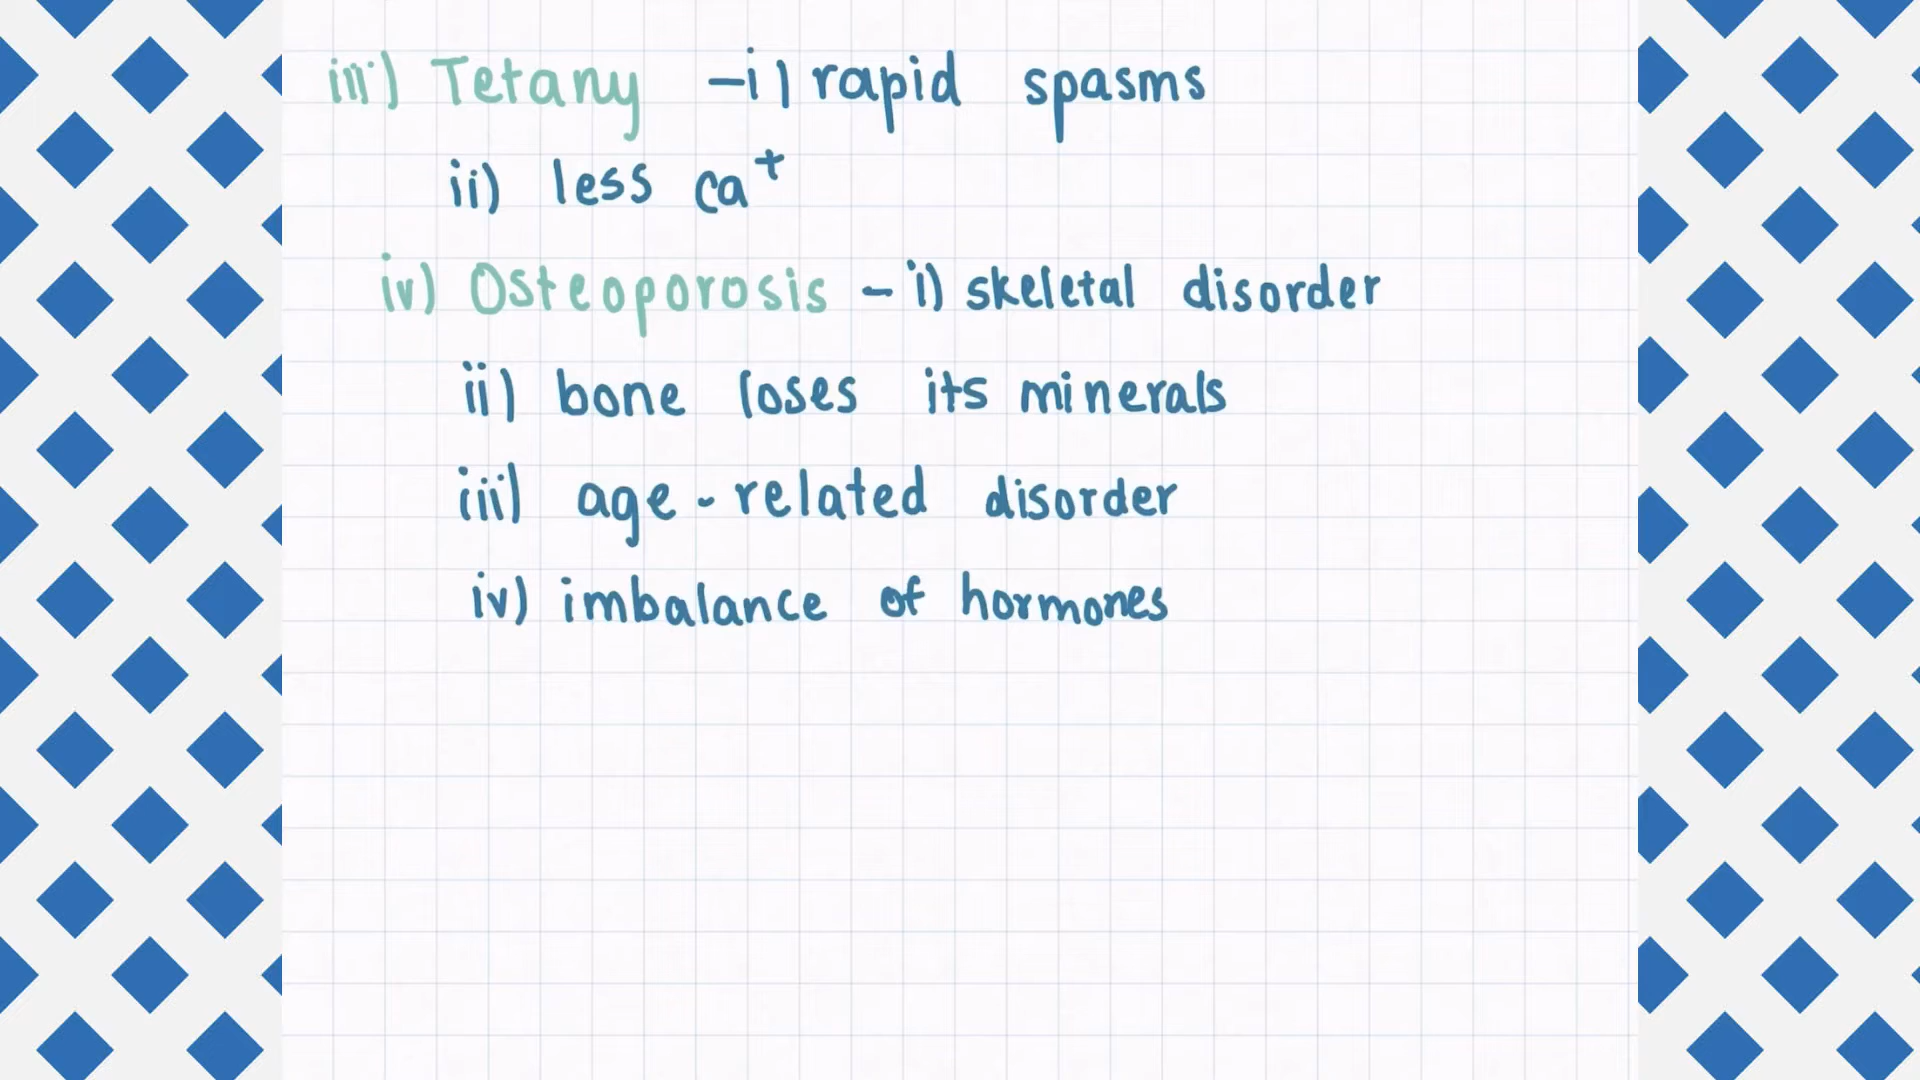 iii) Tetany - i) rapid spasms
ii) less ca⁺
iv) Osteoporosis - i) skeletal disorder
ii) bone loses its minerals
iii) age-related disorder
iv) imbalance of hormones